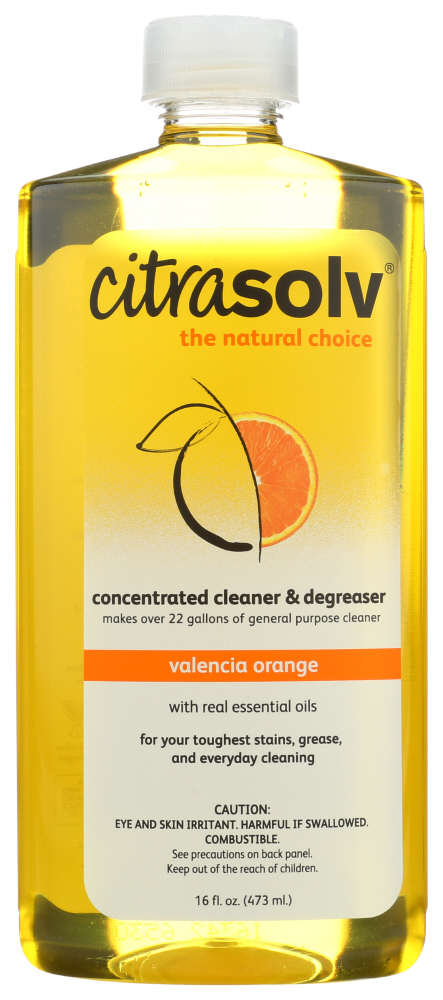 citrasolv®
the natural choice
concentrated cleaner & degreaser
makes over 22 gallons of general purpose cleaner
valencia orange
with real essential oils
for your toughest stains, grease,
and everyday cleaning
CAUTION:
EYE AND SKIN IRRITANT. HARMFUL IF SWALLOWED.
COMBUSTIBLE.
See precautions on back panel.
Keep out of the reach of children.
16 fl. oz. (473 ml.)